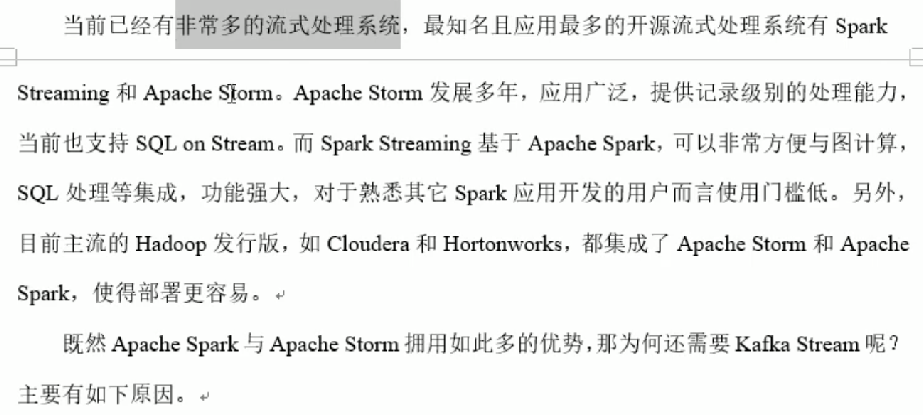 当前已经有非常多的流式处理系统，最知名且应用最多的开源流式处理系统有 Spark
Streaming 和 Apache Storm。Apache Storm 发展多年，应用广泛，提供记录级别的处理能力，
当前也支持 SQL on Stream。而 Spark Streaming 基于 Apache Spark，可以非常方便与图计算，
SQL 处理等集成，功能强大，对于熟悉其它 Spark 应用开发的用户而言使用门槛低。另外，
目前主流的 Hadoop 发行版，如 Cloudera 和 Hortonworks，都集成了 Apache Storm 和 Apache
Spark，使得部署更容易。
既然 Apache Spark 与 Apache Storm 拥用如此多的优势，那为何还需要 Kafka Stream 呢？
主要有如下原因。